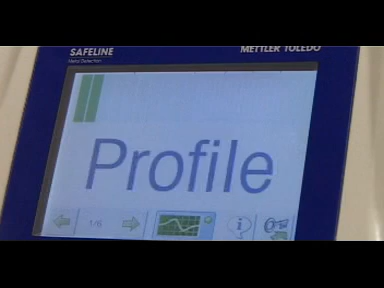 SAFELINE
Metal Detection
METTLER TOLEDO
Profile
1/6
i